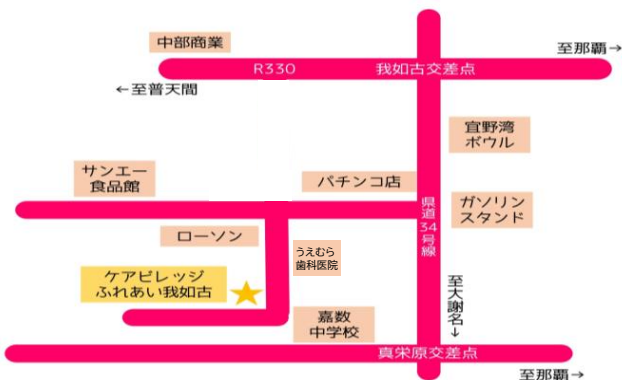 中部商業
至那覇→
R330
我如古交差点
←至普天間
宜野湾
ボウル
サンエー
食品館
パチンコ店
ガソリン
スタンド
県道34号線
ローソン
うえむら
歯科医院
ケアビレッジ
ふれあい我如古
至大謝名↓
嘉数
中学校
真栄原交差点
至那覇→